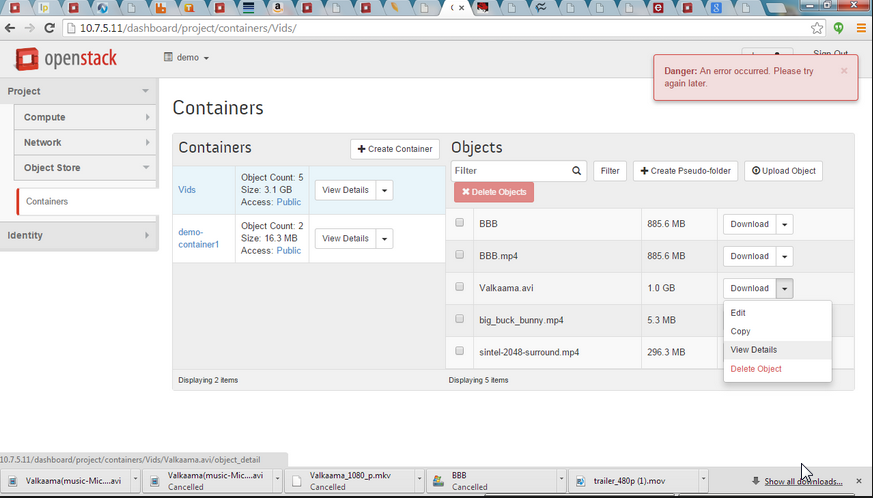 10.7.5.11/dashboard/project/containers/Vids/
openstack
demo
Sign Out
Danger: An error occurred. Please try
again later.
Project
Compute
Network
Object Store
Containers
Identity
Containers
Containers
Create Container
Vids
Object Count: 5
Size: 3.1 GB
Access: Public
View Details
demo-
container1
Object Count: 2
Size: 16.3 MB
Access: Public
View Details
Displaying 2 items
Objects
Filter
Filter
Create Pseudo-folder
Upload Object
Delete Objects
BBB 885.6 MB Download
BBB.mp4 885.6 MB Download
Valkaama.avi 1.0 GB Download
big_buck_bunny.mp4 5.3 MB
sintel-2048-surround.mp4 296.3 MB
Edit
Copy
View Details
Delete Object
Displaying 5 items
10.7.5.11/dashboard/project/containers/Vids/Valkaama.avi/object_detail
Valkaama(music-Mic....avi
Valkaama(music-Mic....avi
Cancelled
Valkaama_1080_p.mkv
Cancelled
BBB
Cancelled
trailer_480p (1).mov
Show all downloads...